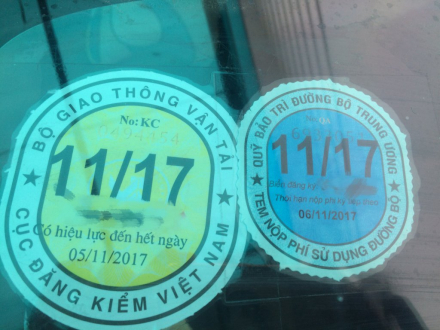 BỘ GIAO THÔNG VẬN TẢI
No: KC
11/17
Có hiệu lực đến hết ngày
05/11/2017
CỤC ĐĂNG KIỂM VIỆT NAM
QUỸ BẢO TRÌ ĐƯỜNG BỘ TRUNG ƯƠNG
11/17
06/11/2017
TEM NỘP PHÍ SỬ DỤNG ĐƯỜNG BỘ